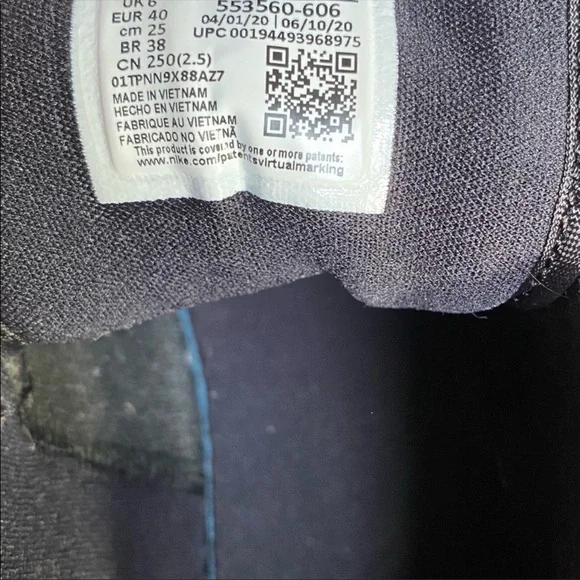 UK 6
EUR 40
cm 25
BR 38
CN 250(2.5)
01TPNN9X88AZ7
MADE IN VIETNAM
HECHO EN VIETNAM
FABRIQUE AU VIETNAM
FABRICADO NO VIETNÃ
553560-606
04/01/20 | 06/10/20
UPC 00194493968975
This product is covered by one or more patents:
www.nike.com/patentsvirtualmarking